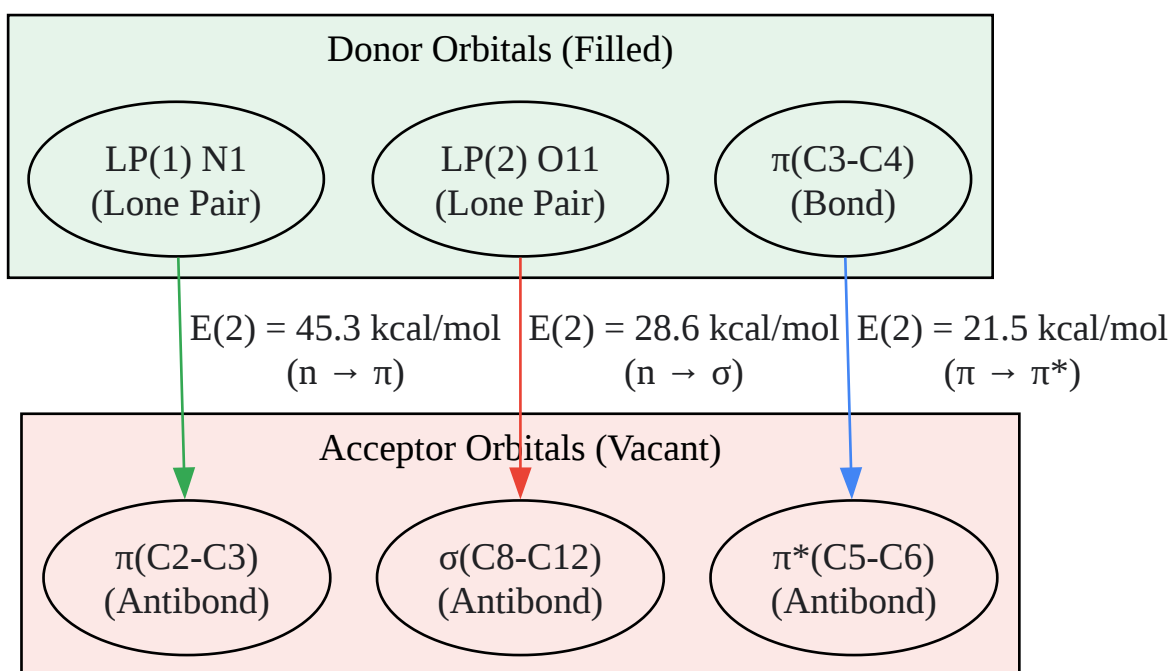 Donor Orbitals (Filled)
LP(1) N1
(Lone Pair)
LP(2) O11
(Lone Pair)
π(C3-C4)
(Bond)
E(2) = 45.3 kcal/mol
(n → π)
E(2) = 28.6 kcal/mol
(n → σ)
E(2) = 21.5 kcal/mol
(π → π*)
Acceptor Orbitals (Vacant)
π(C2-C3)
(Antibond)
σ(C8-C12)
(Antibond)
π*(C5-C6)
(Antibond)